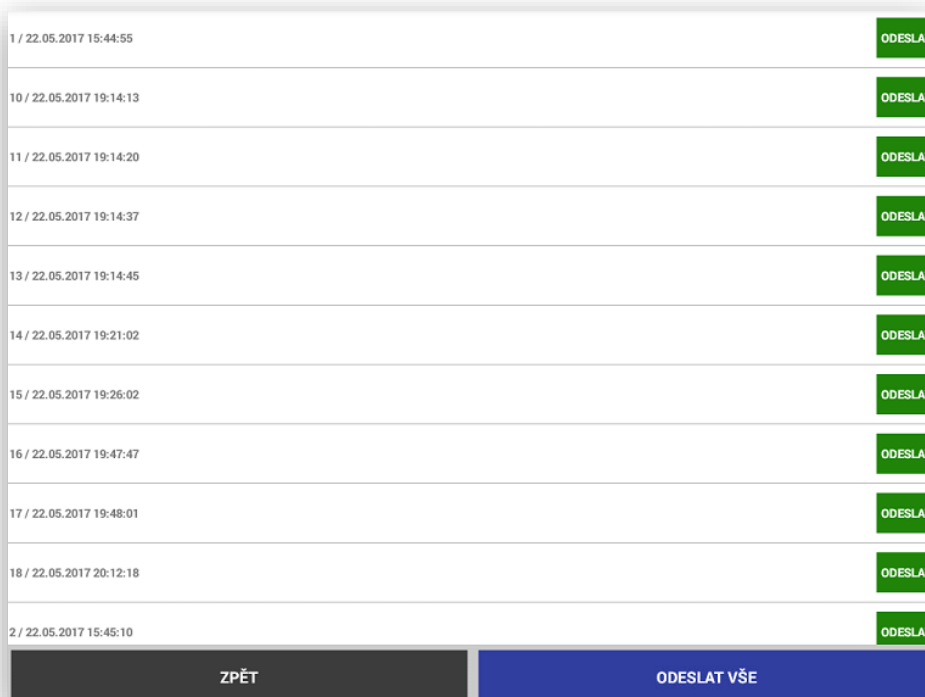 1 / 22.05.2017 15:44:55 ODESLA
10 / 22.05.2017 19:14:13 ODESLA
11 / 22.05.2017 19:14:20 ODESLA
12 / 22.05.2017 19:14:37 ODESLA
13 / 22.05.2017 19:14:45 ODESLA
14 / 22.05.2017 19:21:02 ODESLA
15 / 22.05.2017 19:26:02 ODESLA
16 / 22.05.2017 19:47:47 ODESLA
17 / 22.05.2017 19:48:01 ODESLA
18 / 22.05.2017 20:12:18 ODESLA
2 / 22.05.2017 15:45:10 ODESLA
ZPĚT ODESLAT VŠE